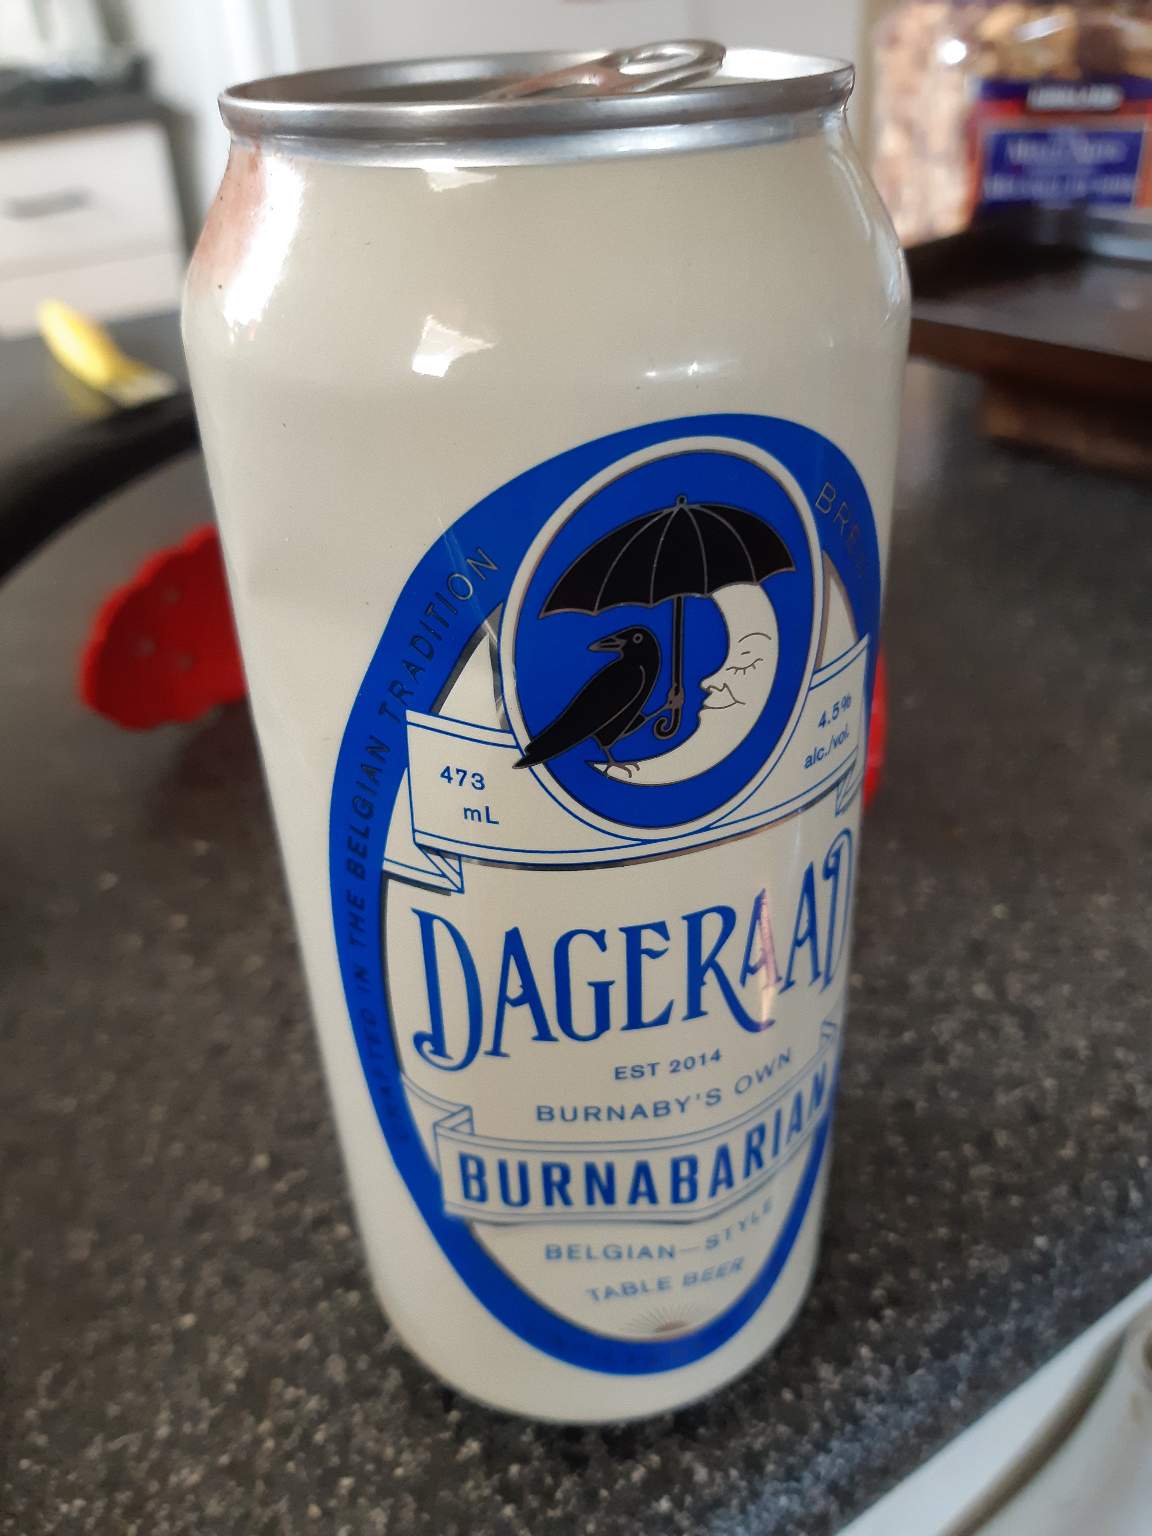 CRAFTED IN THE BELGIAN TRADITION
473
mL
4.5%
alc./vol.
DAGERAAD
EST 2014
BURNABY'S OWN
BURNABARIAN
BELGIAN—STYLE
TABLE BEER